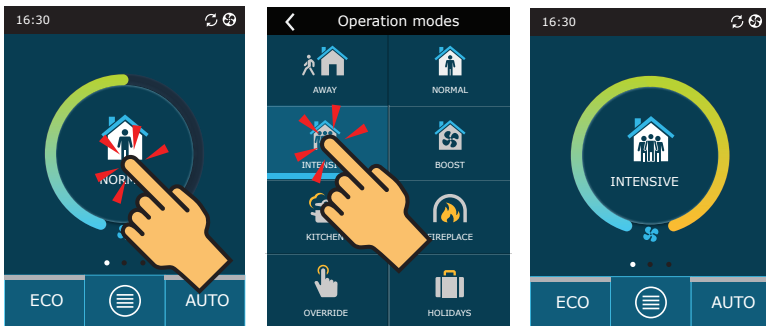 16:30
NORM
ECO
AUTO
Operation modes
AWAY
NORMAL
INTENSI
BOOST
KITCHEN
FIREPLACE
OVERRIDE
HOLIDAYS
16:30
INTENSIVE
ECO
AUTO